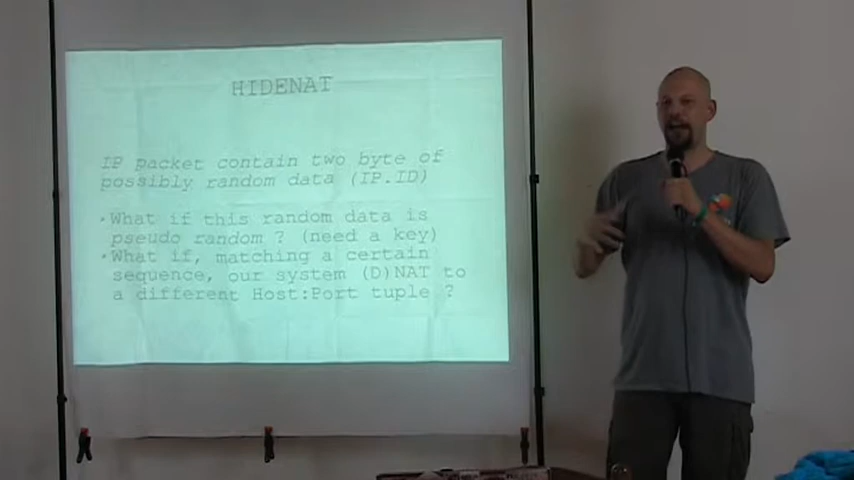 HIDENAT
IP packet contain two byte of
possibly random data (IP.ID)
•What if this random data is
pseudo random ? (need a key)
•What if, matching a certain
sequence, our system (D)NAT to
a different Host:Port tuple ?